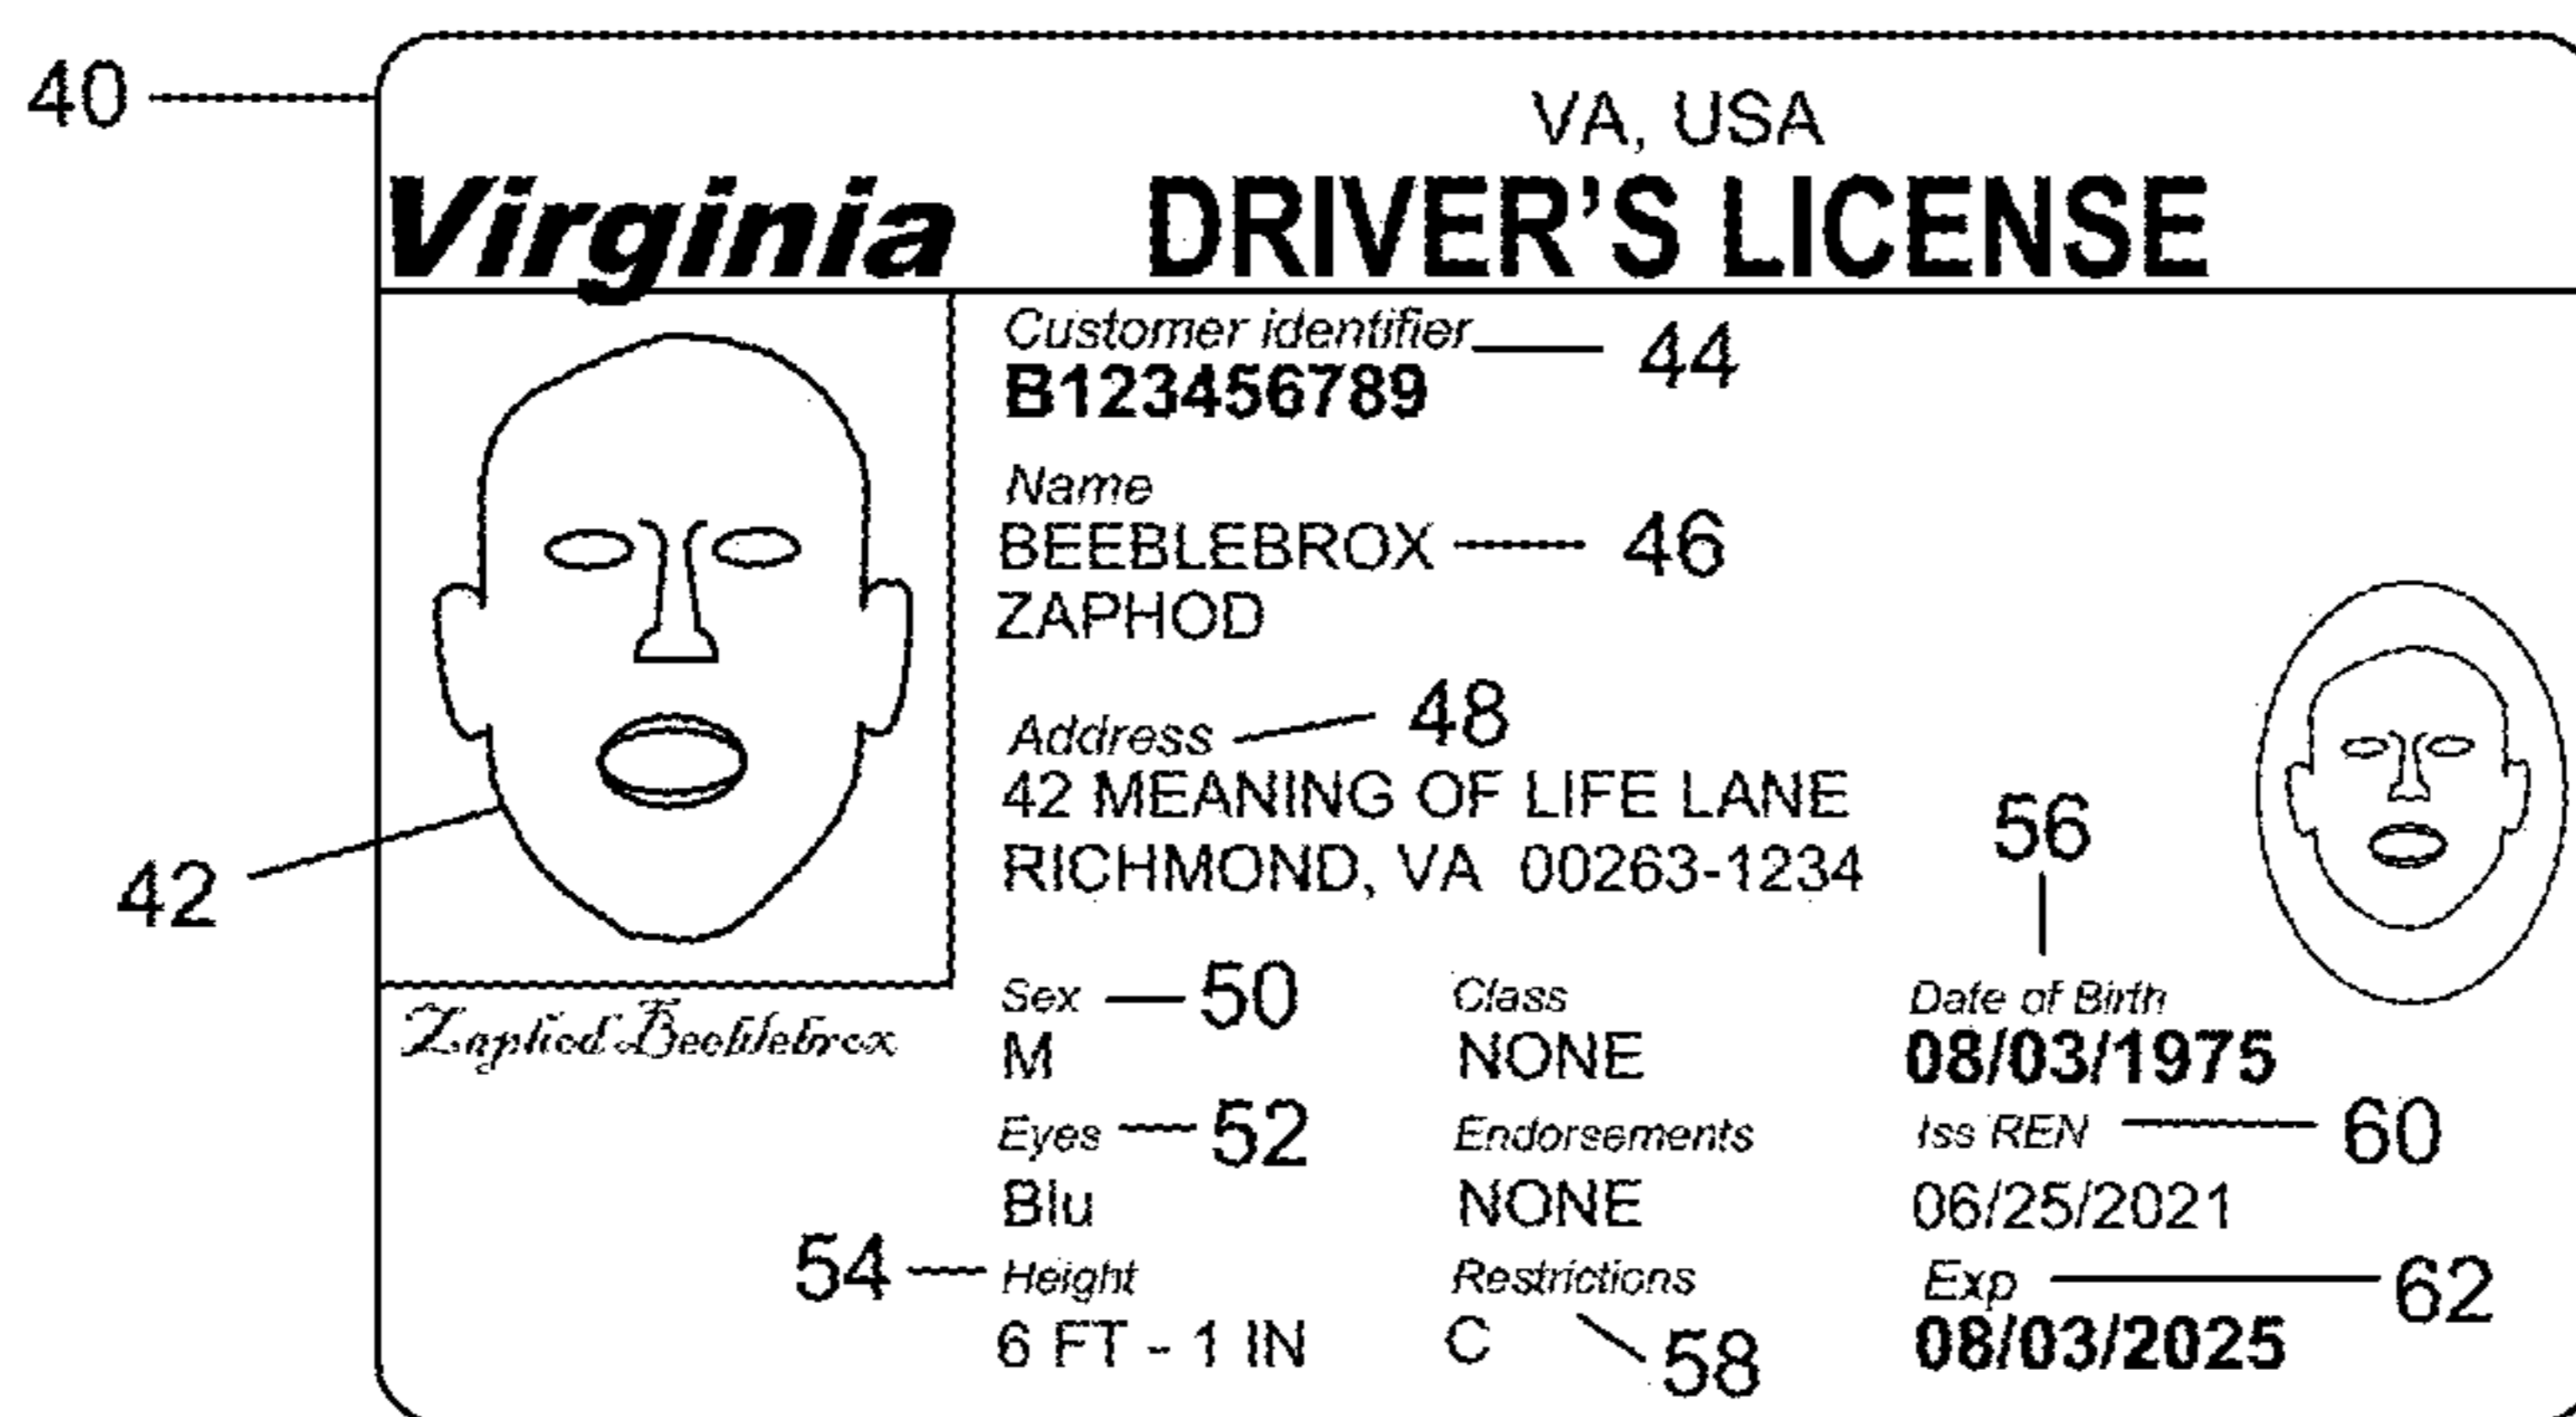 40
VA, USA
Virginia DRIVER'S LICENSE
Customer identifier 44
B123456789
Name
BEEBLEBROX 46
ZAPHOD
Address 48
42 MEANING OF LIFE LANE
RICHMOND, VA 00263-1234
42
56
Zaphod Beeblebrox
Sex 50 Class Date of Birth
M NONE 08/03/1975
Eyes 52 Endorsements Iss REN 60
Blu NONE 06/25/2021
54 Height Restrictions Exp 62
6 FT - 1 IN C 58 08/03/2025